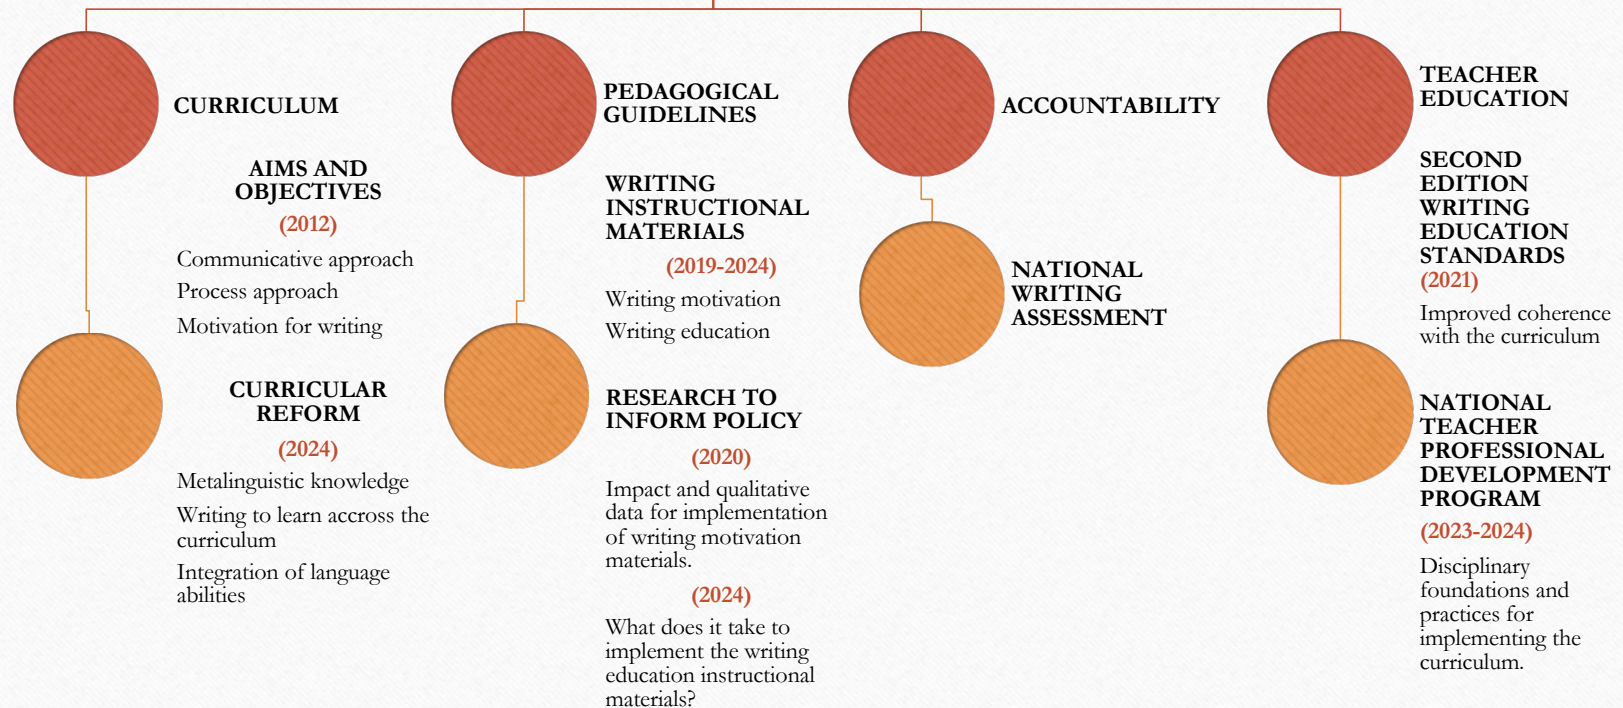 CURRICULUM
AIMS AND
OBJECTIVES
(2012)
Communicative approach
Process approach
Motivation for writing
CURRICULAR
REFORM
(2024)
Metalinguistic knowledge
Writing to learn accross the
curriculum
Integration of language
abilities
PEDAGOGICAL
GUIDELINES
WRITING
INSTRUCTIONAL
MATERIALS
(2019-2024)
Writing motivation
Writing education
RESEARCH TO
INFORM POLICY
(2020)
Impact and qualitative
data for implementation
of writing motivation
materials.
(2024)
What does it take to
implement the writing
education instructional
materials?
ACCOUNTABILITY
NATIONAL
WRITING
ASSESSMENT
TEACHER
EDUCATION
SECOND
EDITION
WRITING
EDUCATION
STANDARDS
(2021)
Improved coherence
with the curriculum
NATIONAL
TEACHER
PROFESSIONAL
DEVELOPMENT
PROGRAM
(2023-2024)
Disciplinary
foundations and
practices for
implementing the
curriculum.